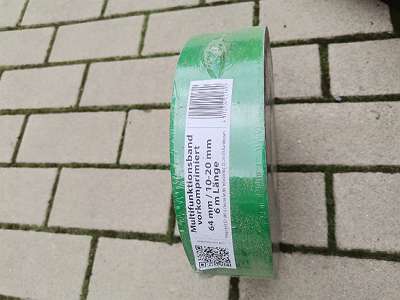 Multifunktionsband
vorkomprimiert
64 mm / 10-20 mm
6 m Länge